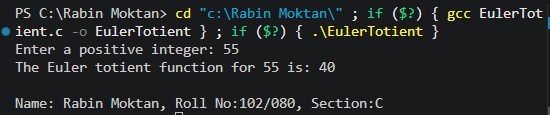 PS C:\Rabin Moktan> cd "c:\Rabin Moktan\" ; if ($?) { gcc EulerTot
ient.c -o EulerTotient } ; if ($?) { .\EulerTotient }
Enter a positive integer: 55
The Euler totient function for 55 is: 40
Name: Rabin Moktan, Roll No:102/080, Section:C